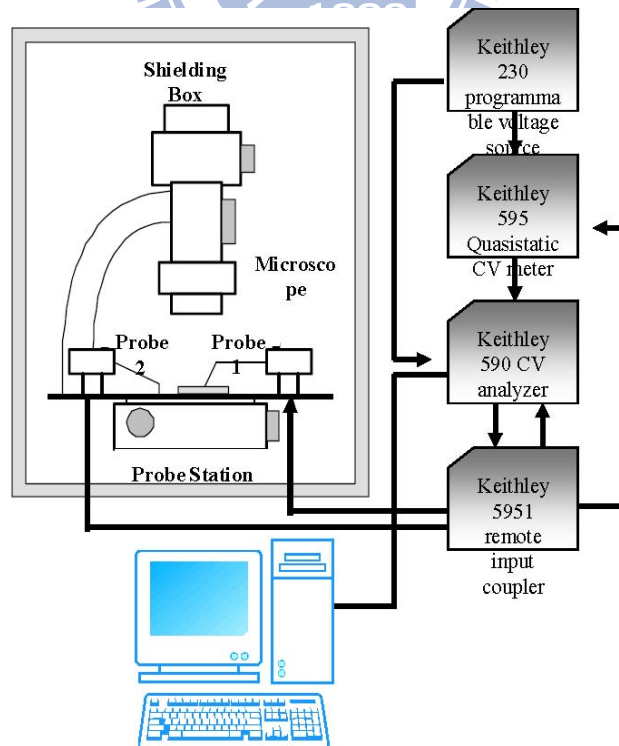 Shielding
Box
Microsco
pe
Probe
2
Probe
1
Probe Station
Keithley
230
programma
ble voltage
source
Keithley
595
Quasistatic
CV meter
Keithley
590 CV
analyzer
Keithley
5951
remote
input
coupler